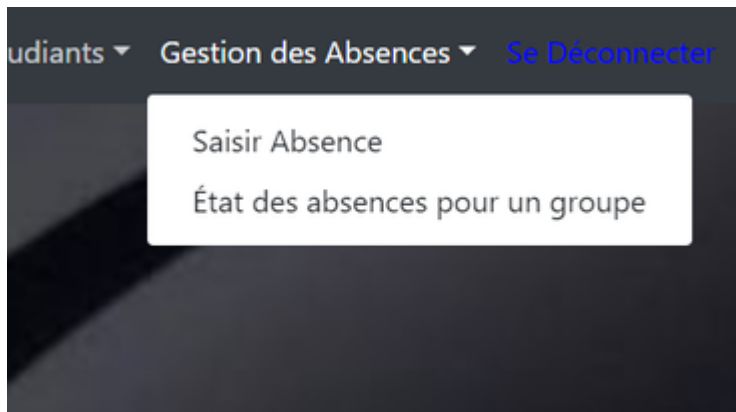 udiants Gestion des Absences Se Déconnecter
Saisir Absence
État des absences pour un groupe